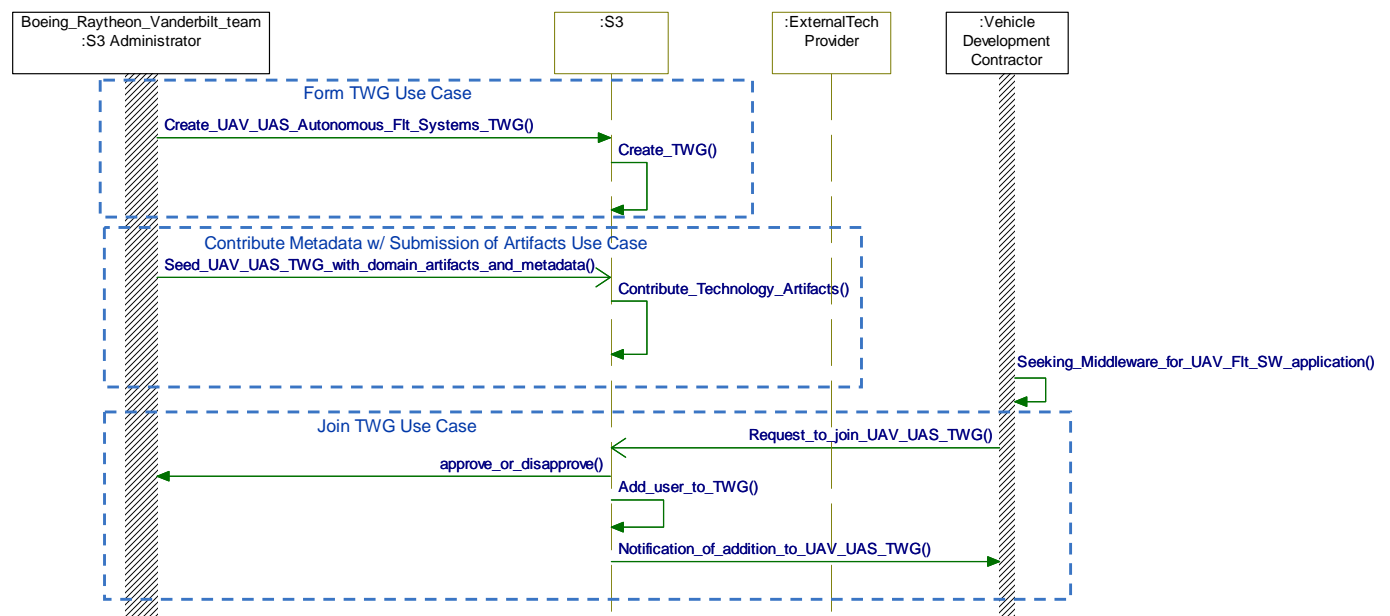 Boeing_Raytheon_Vanderbilt_team
:S3 Administrator
:S3
:ExternalTech
Provider
:Vehicle
Development
Contractor
Form TWG Use Case
Create_UAV_UAS_Autonomous_Flt_Systems_TWG()
Create_TWG()
Contribute Metadata w/ Submission of Artifacts Use Case
Seed_UAV_UAS_TWG_with_domain_artifacts_and_metadata()
Contribute_Technology_Artifacts()
Seeking_Middleware_for_UAV_Flt_SW_application()
Join TWG Use Case
Request_to_join_UAV_UAS_TWG()
approve_or_disapprove()
Add_user_to_TWG()
Notification_of_addition_to_UAV_UAS_TWG()